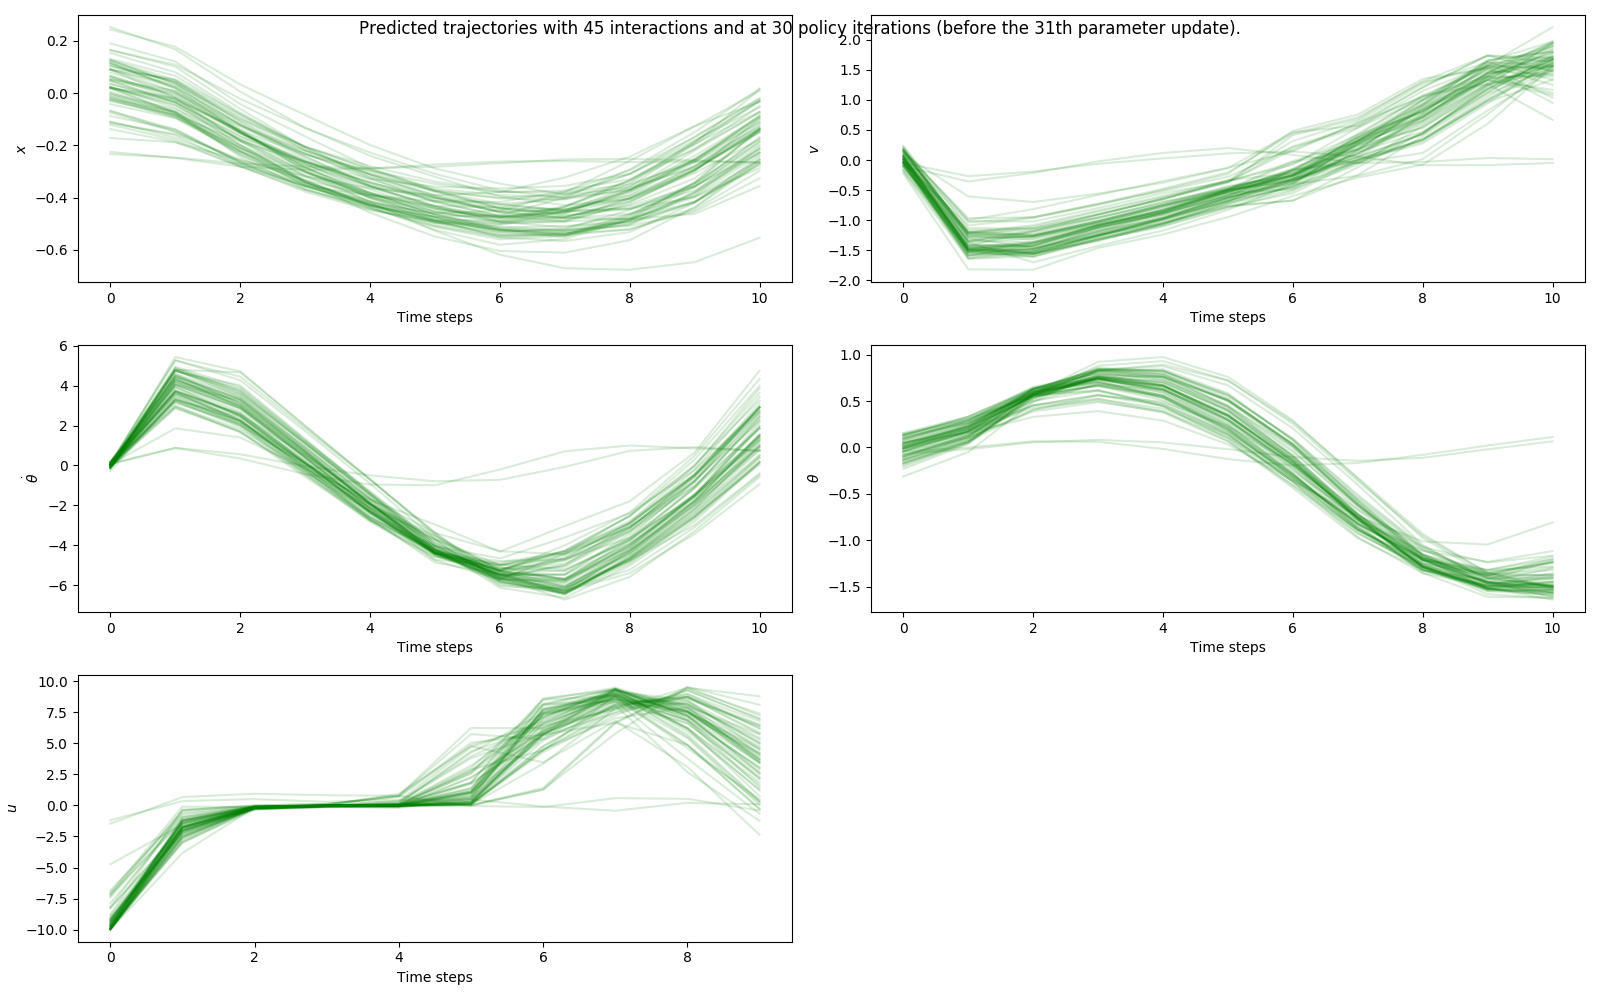 Predicted trajectories with 45 interactions and at 30 policy iterations (before the 31th parameter update).
0.2
0.0
−0.2
−0.4
−0.6
x
0 2 4 6 8 10
Time steps
2.0
1.5
1.0
0.5
0.0
−0.5
−1.0
−1.5
−2.0
v
0 2 4 6 8 10
Time steps
6
4
2
0
−2
−4
−6
θ̇
0 2 4 6 8 10
Time steps
1.0
0.5
0.0
−0.5
−1.0
−1.5
θ
0 2 4 6 8 10
Time steps
10.0
7.5
5.0
2.5
0.0
−2.5
−5.0
−7.5
−10.0
u
0 2 4 6 8
Time steps